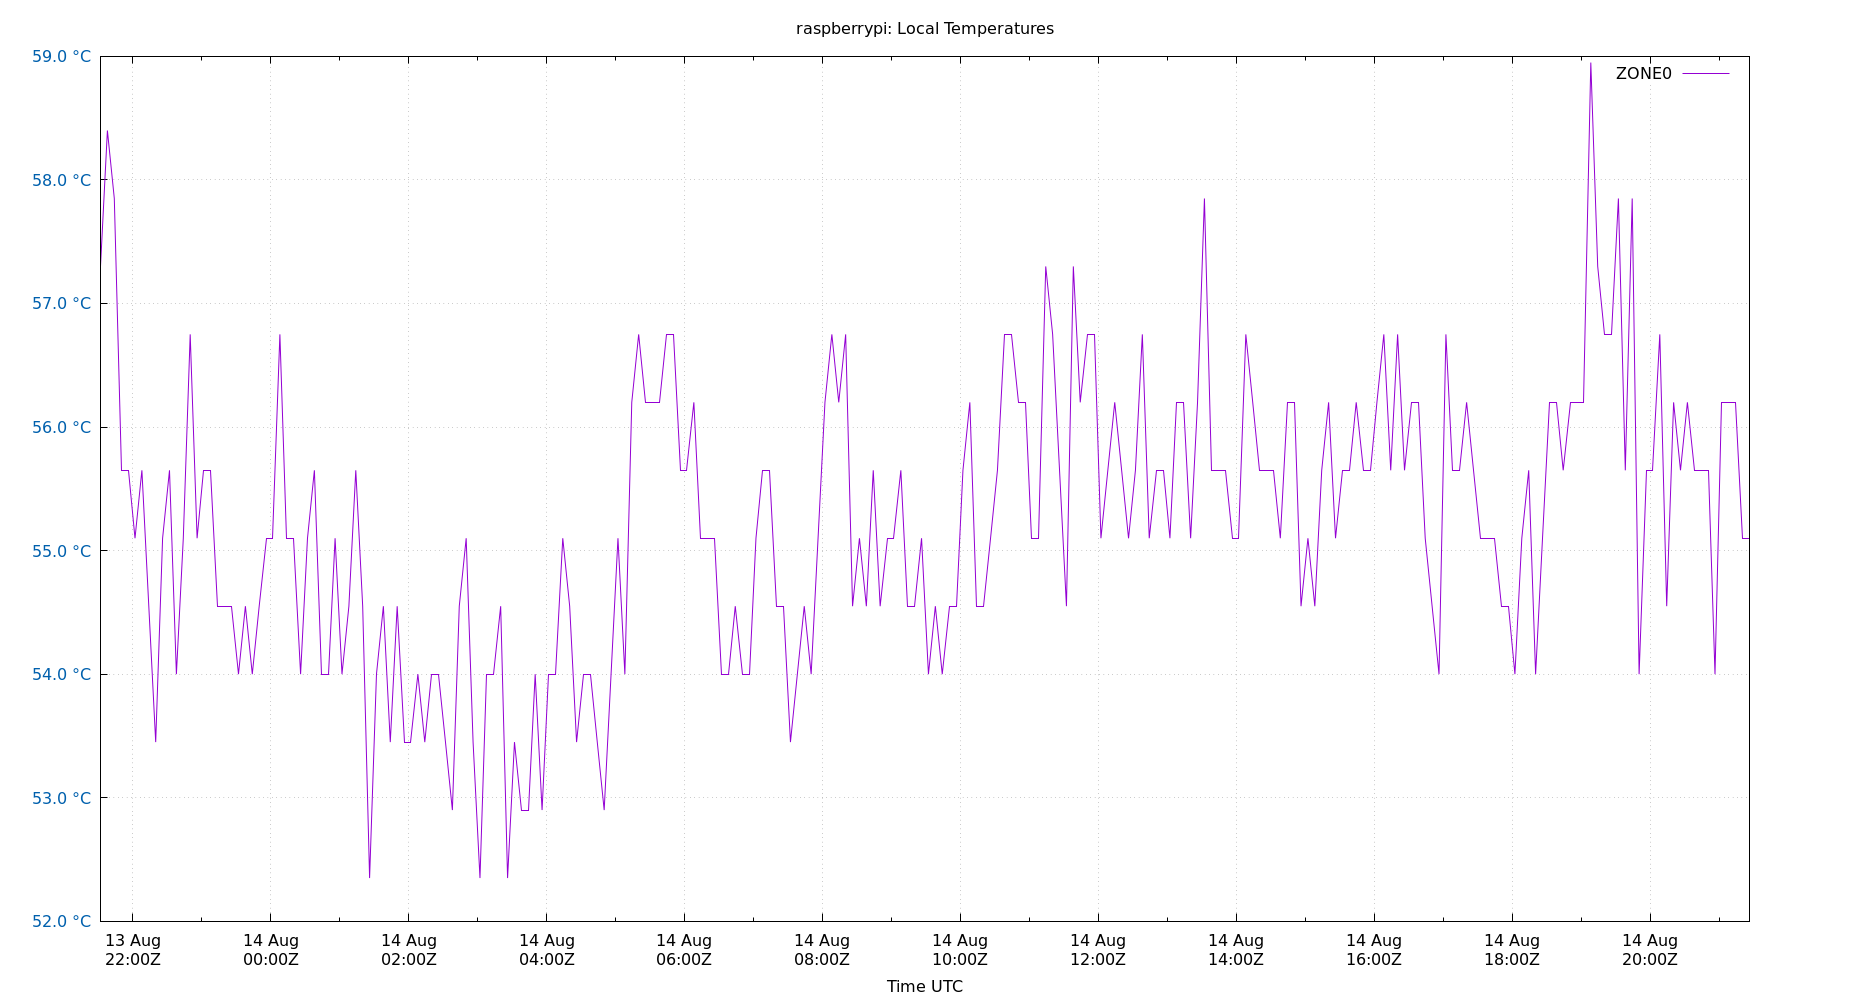 raspberrypi: Local Temperatures
59.0 °C
ZONE0
58.0 °C
57.0 °C
56.0 °C
55.0 °C
54.0 °C
53.0 °C
52.0 °C
13 Aug 14 Aug 14 Aug 14 Aug 14 Aug 14 Aug 14 Aug 14 Aug 14 Aug 14 Aug 14 Aug 14 Aug
22:00Z 00:00Z 02:00Z 04:00Z 06:00Z 08:00Z 10:00Z 12:00Z 14:00Z 16:00Z 18:00Z 20:00Z
Time UTC